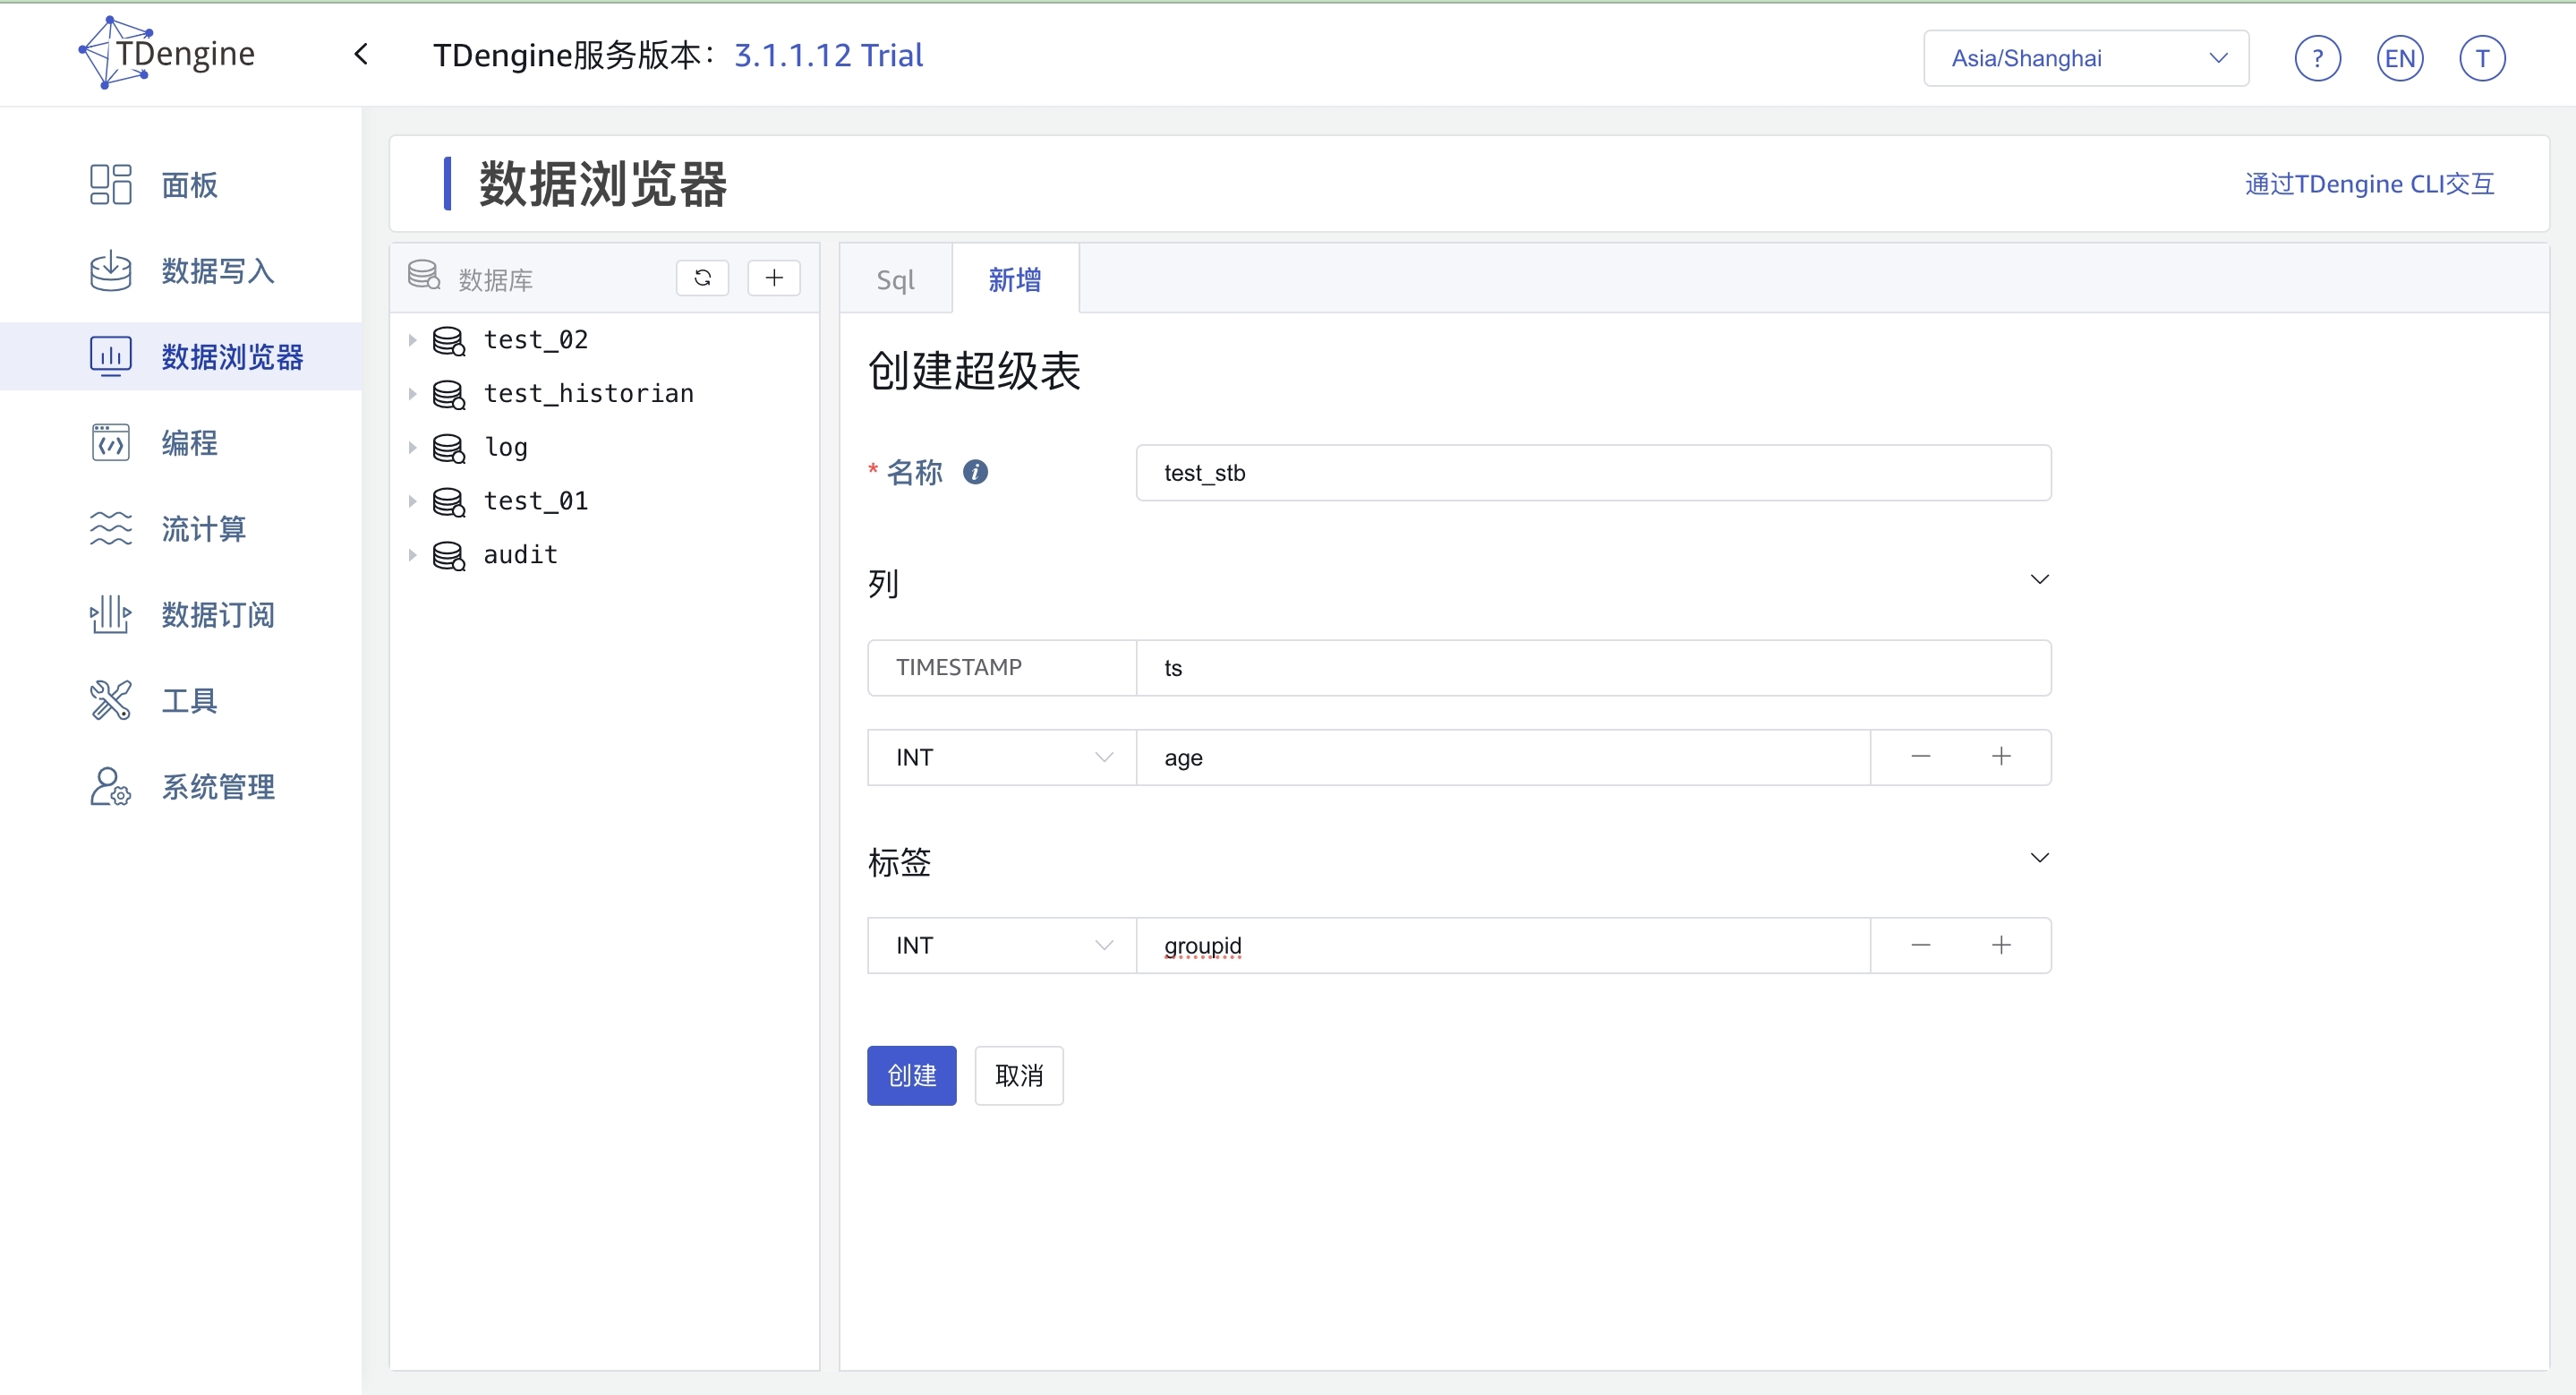 TDengine
TDengine服务版本：3.1.1.12 Trial
Asia/Shanghai
?
EN
T
面板
数据写入
数据浏览器
编程
流计算
数据订阅
工具
系统管理
数据浏览器
通过TDengine CLI交互
数据库
test_02
test_historian
log
test_01
audit
Sql
新增
创建超级表
* 名称 i
test_stb
列
TIMESTAMP
ts
INT
age
标签
INT
groupid
创建
取消